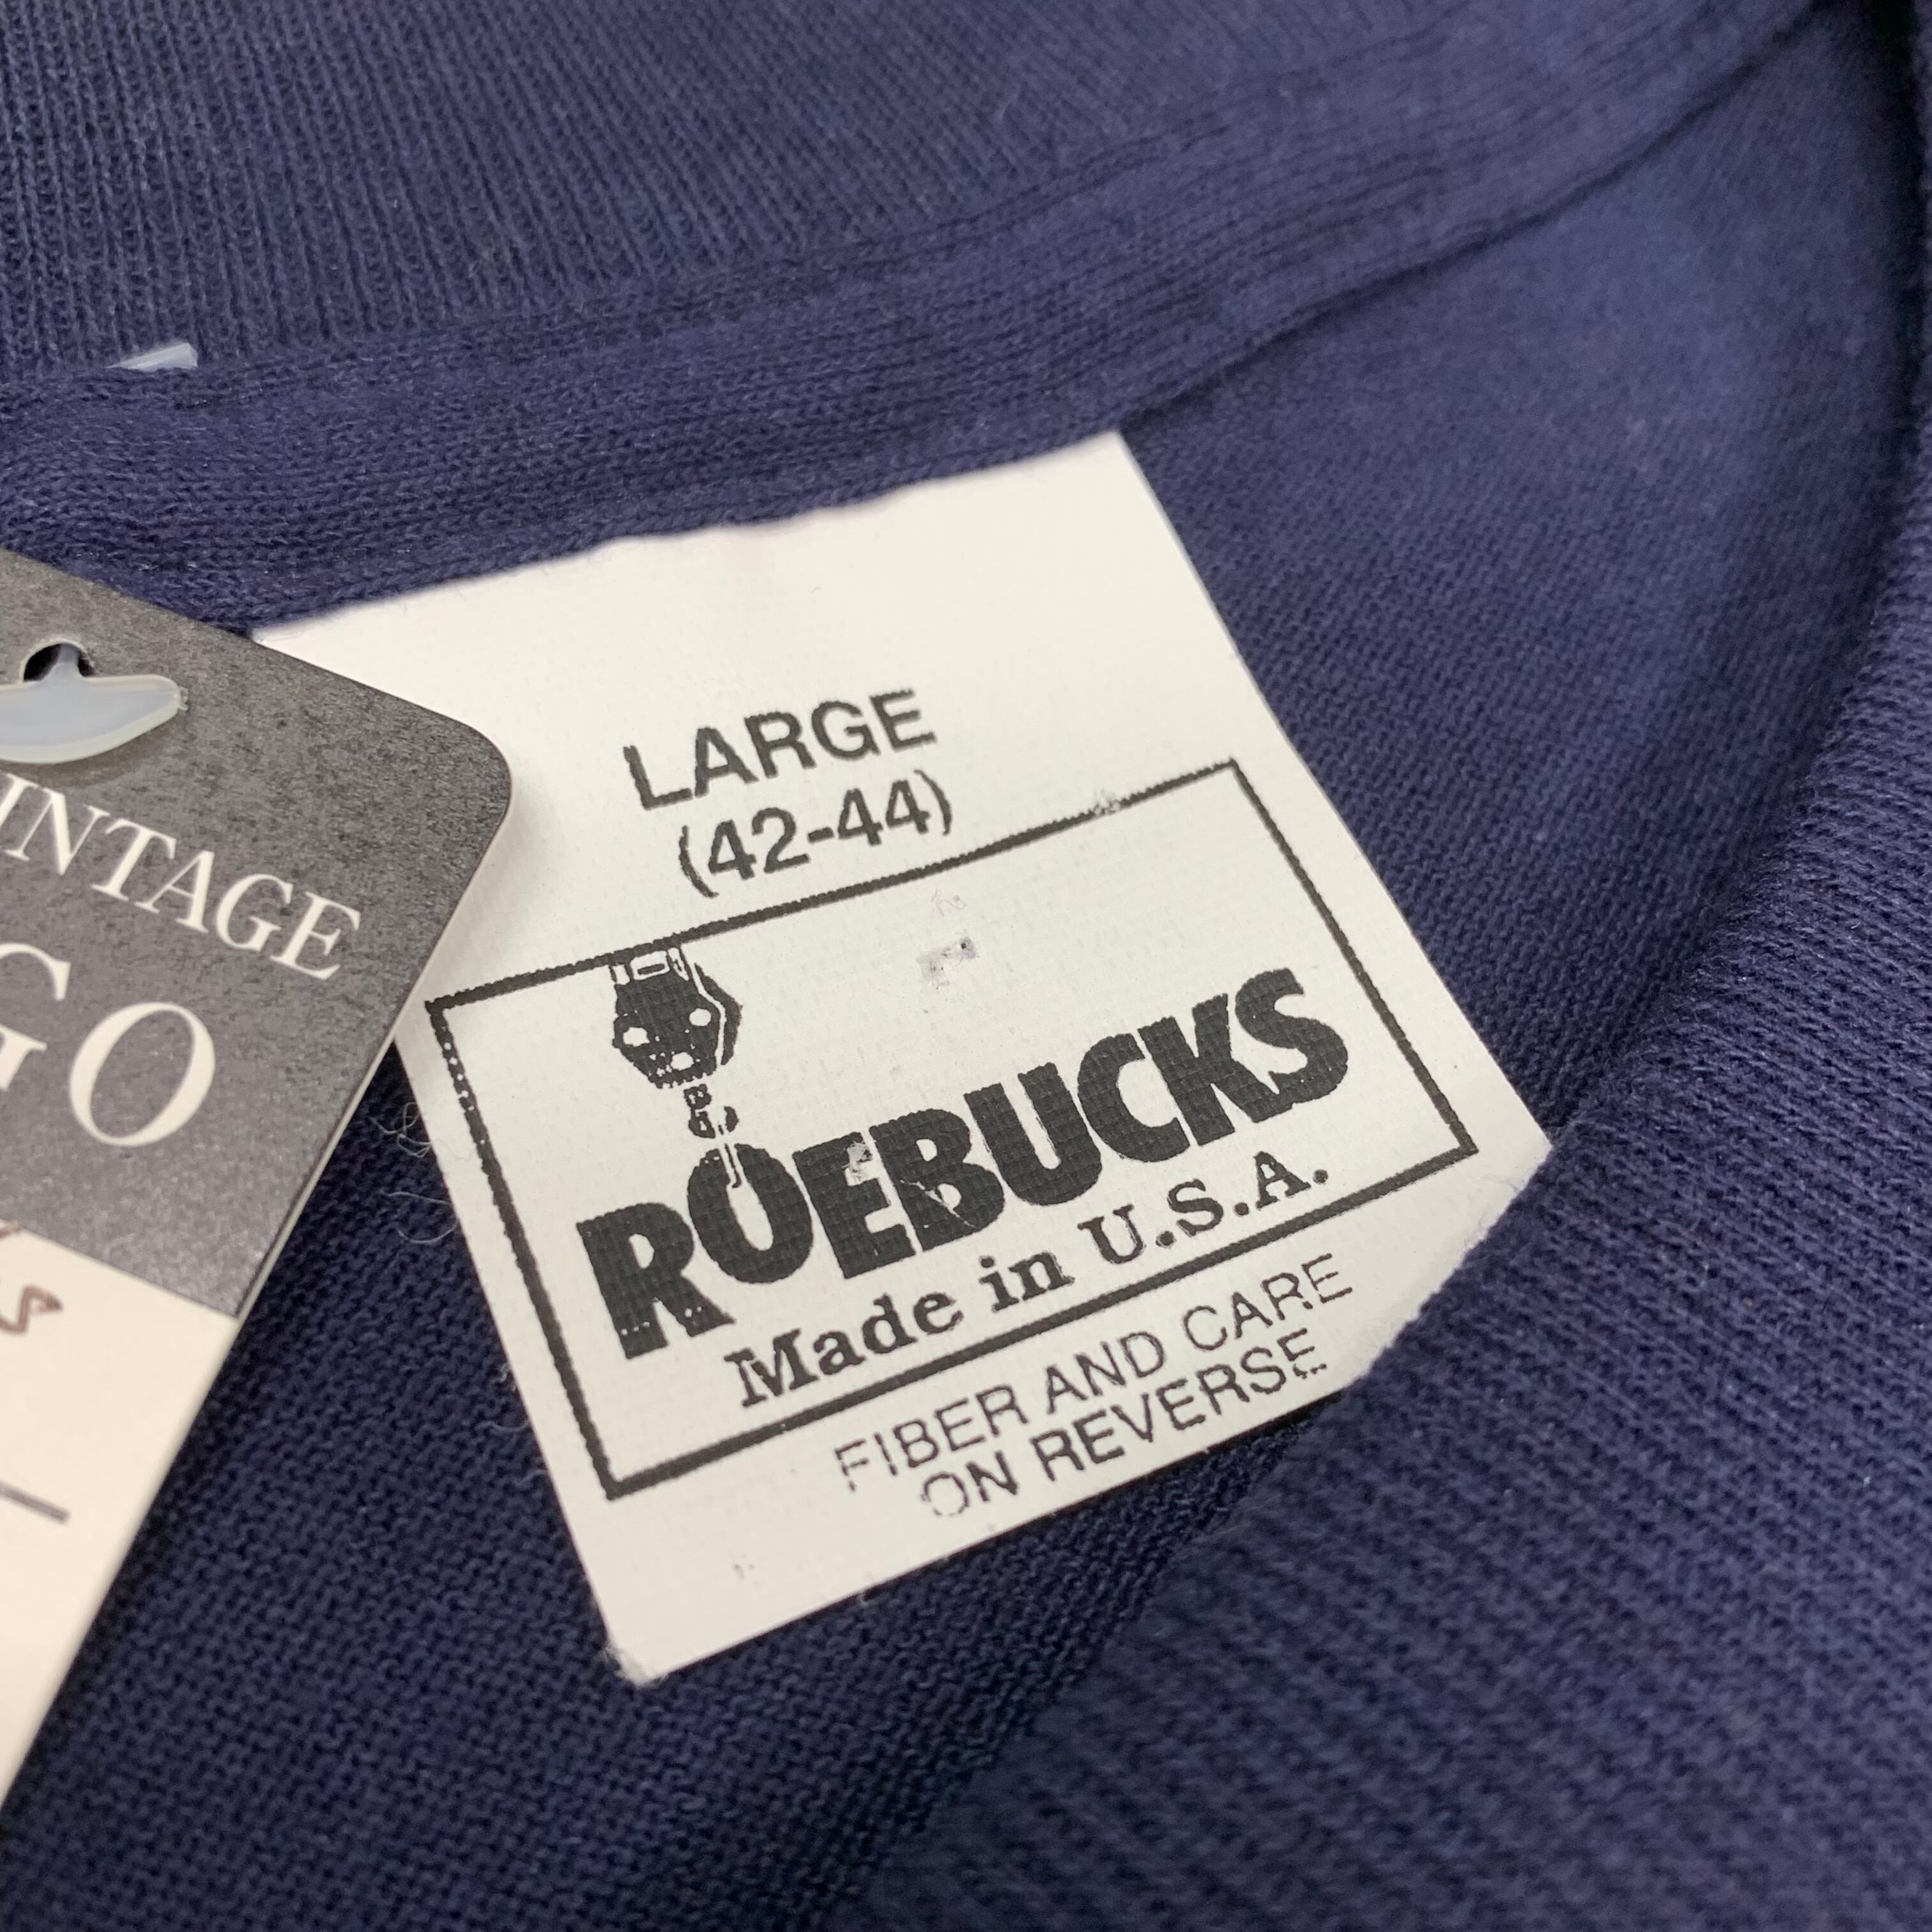 LARGE
(42-44)
ROEBUCKS
Made in U.S.A.
FIBER AND CARE
ON REVERSE
INTAGE
GO